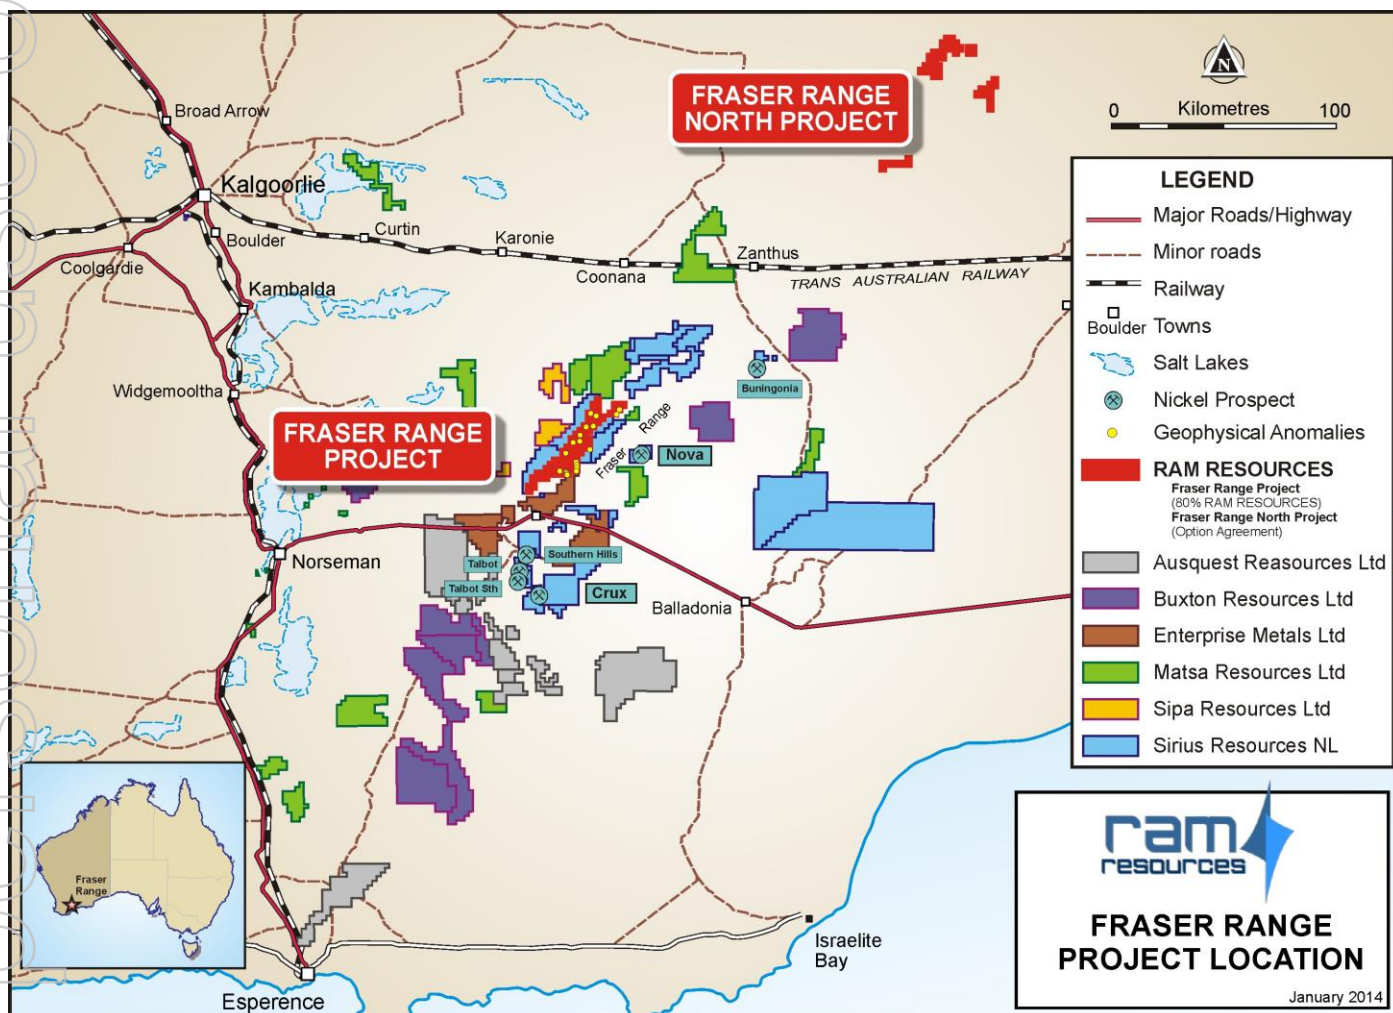 FRASER RANGE
NORTH PROJECT
N
0 Kilometres 100
Broad Arrow
Kalgoorlie
Boulder
Curtin
Karonie
Coonana
Zanthus
TRANS AUSTRALIAN RAILWAY
Coolgardie
Kambalda
Widgemooltha
Buningonia
FRASER RANGE
PROJECT
Fraser Range
Nova
Norseman
Southern Hills
Talbot
Talbot Sth
Crux
Balladonia
Israelite
Bay
Esperence
Fraser
Range
LEGEND
Major Roads/Highway
Minor roads
Railway
Boulder Towns
Salt Lakes
Nickel Prospect
Geophysical Anomalies
RAM RESOURCES
Fraser Range Project
(80% RAM RESOURCES)
Fraser Range North Project
(Option Agreement)
Ausquest Reasources Ltd
Buxton Resources Ltd
Enterprise Metals Ltd
Matsa Resources Ltd
Sipa Resources Ltd
Sirius Resources NL
ram
resources
FRASER RANGE
PROJECT LOCATION
January 2014